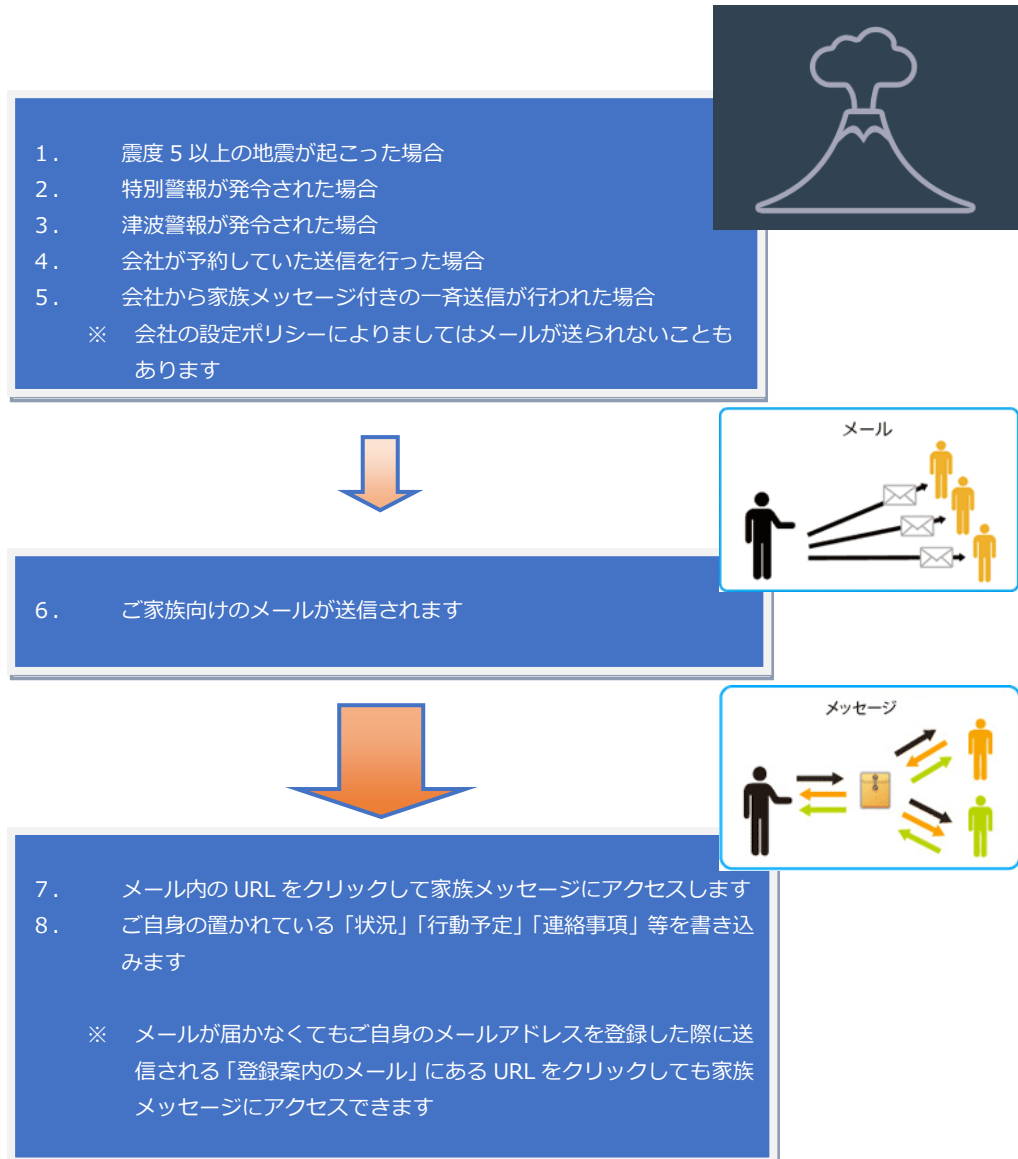 1． 震度 5 以上の地震が起こった場合
2． 特別警報が発令された場合
3． 津波警報が発令された場合
4． 会社が予約していた送信を行った場合
5． 会社から家族メッセージ付きの一斉送信が行われた場合
※ 会社の設定ポリシーによりましてはメールが送られないことも
あります
メール
6． ご家族向けのメールが送信されます
メッセージ
7． メール内の URL をクリックして家族メッセージにアクセスします
8． ご自身の置かれている「状況」「行動予定」「連絡事項」等を書き込
みます
※ メールが届かなくてもご自身のメールアドレスを登録した際に送
信される「登録案内のメール」にある URL をクリックしても家族
メッセージにアクセスできます